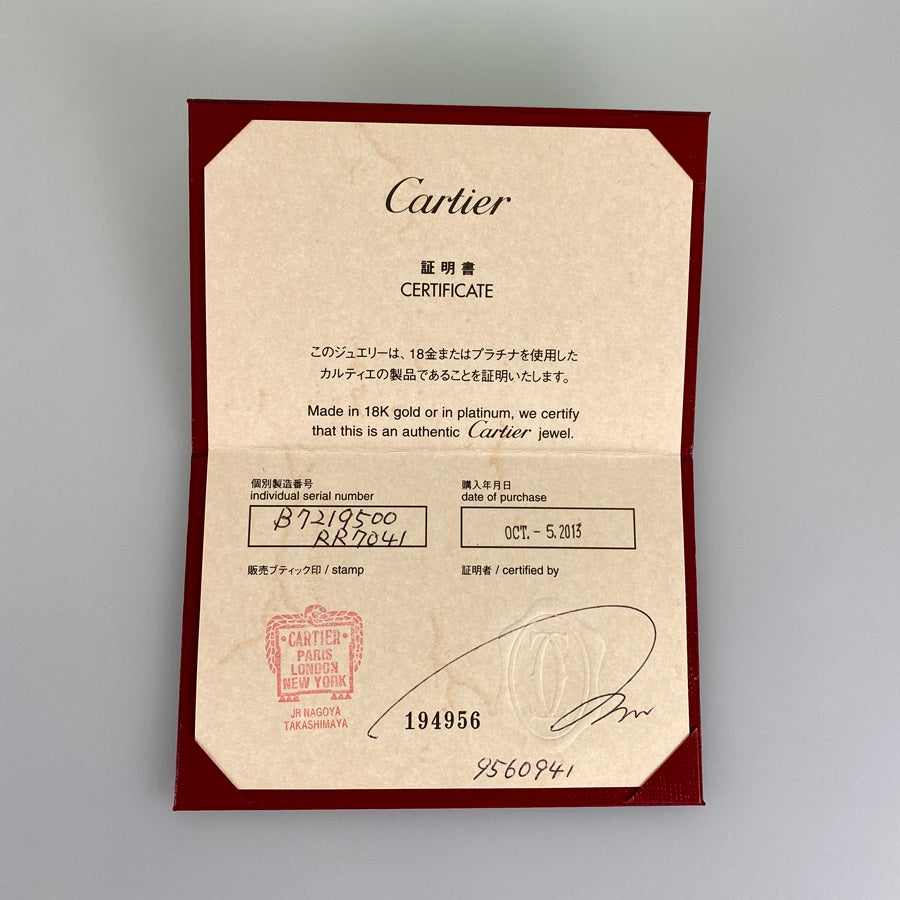 Cartier
証明書
CERTIFICATE
このジュエリーは、18金またはプラチナを使用した
カルティエの製品であることを証明いたします。
Made in 18K gold or in platinum, we certify
that this is an authentic Cartier jewel.
個別製造番号
individual serial number
B7219500
RR7041
購入年月日
date of purchase
OCT. - 5. 2013
販売ブティック印 / stamp
証明者 / certified by
CARTIER
PARIS
LONDON
NEW YORK
JR NAGOYA
TAKASHIMAYA
194956
9560941